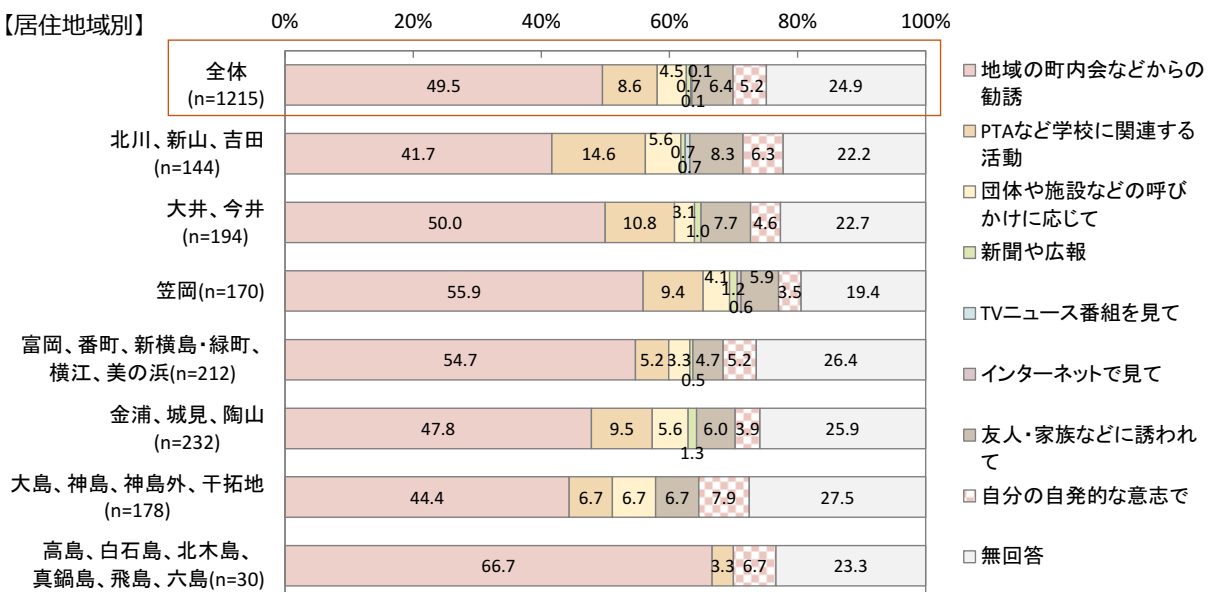 【居住地域別】
0% 20% 40% 60% 80% 100%
全体
(n=1215)
49.5 8.6 4.5 0.7 0.1 0.1 6.4 5.2 24.9
北川、新山、吉田
(n=144)
41.7 14.6 5.6 0.7 0.7 8.3 6.3 22.2
大井、今井
(n=194)
50.0 10.8 3.1 1.0 7.7 4.6 22.7
笠岡(n=170)
55.9 9.4 4.1 1.2 0.6 5.9 3.5 19.4
富岡、番町、新横島・緑町、
横江、美の浜(n=212)
54.7 5.2 3.3 0.5 4.7 5.2 26.4
金浦、城見、陶山
(n=232)
47.8 9.5 5.6 1.3 6.0 3.9 25.9
大島、神島、神島外、干拓地
(n=178)
44.4 6.7 6.7 6.7 7.9 27.5
高島、白石島、北木島、
真鍋島、飛島、六島(n=30)
66.7 3.3 6.7 23.3
地域の町内会などからの
勧誘
PTAなど学校に関連する
活動
団体や施設などの呼び
かけに応じて
新聞や広報
TVニュース番組を見て
インターネットで見て
友人・家族などに誘われ
て
自分の自発的な意志で
無回答